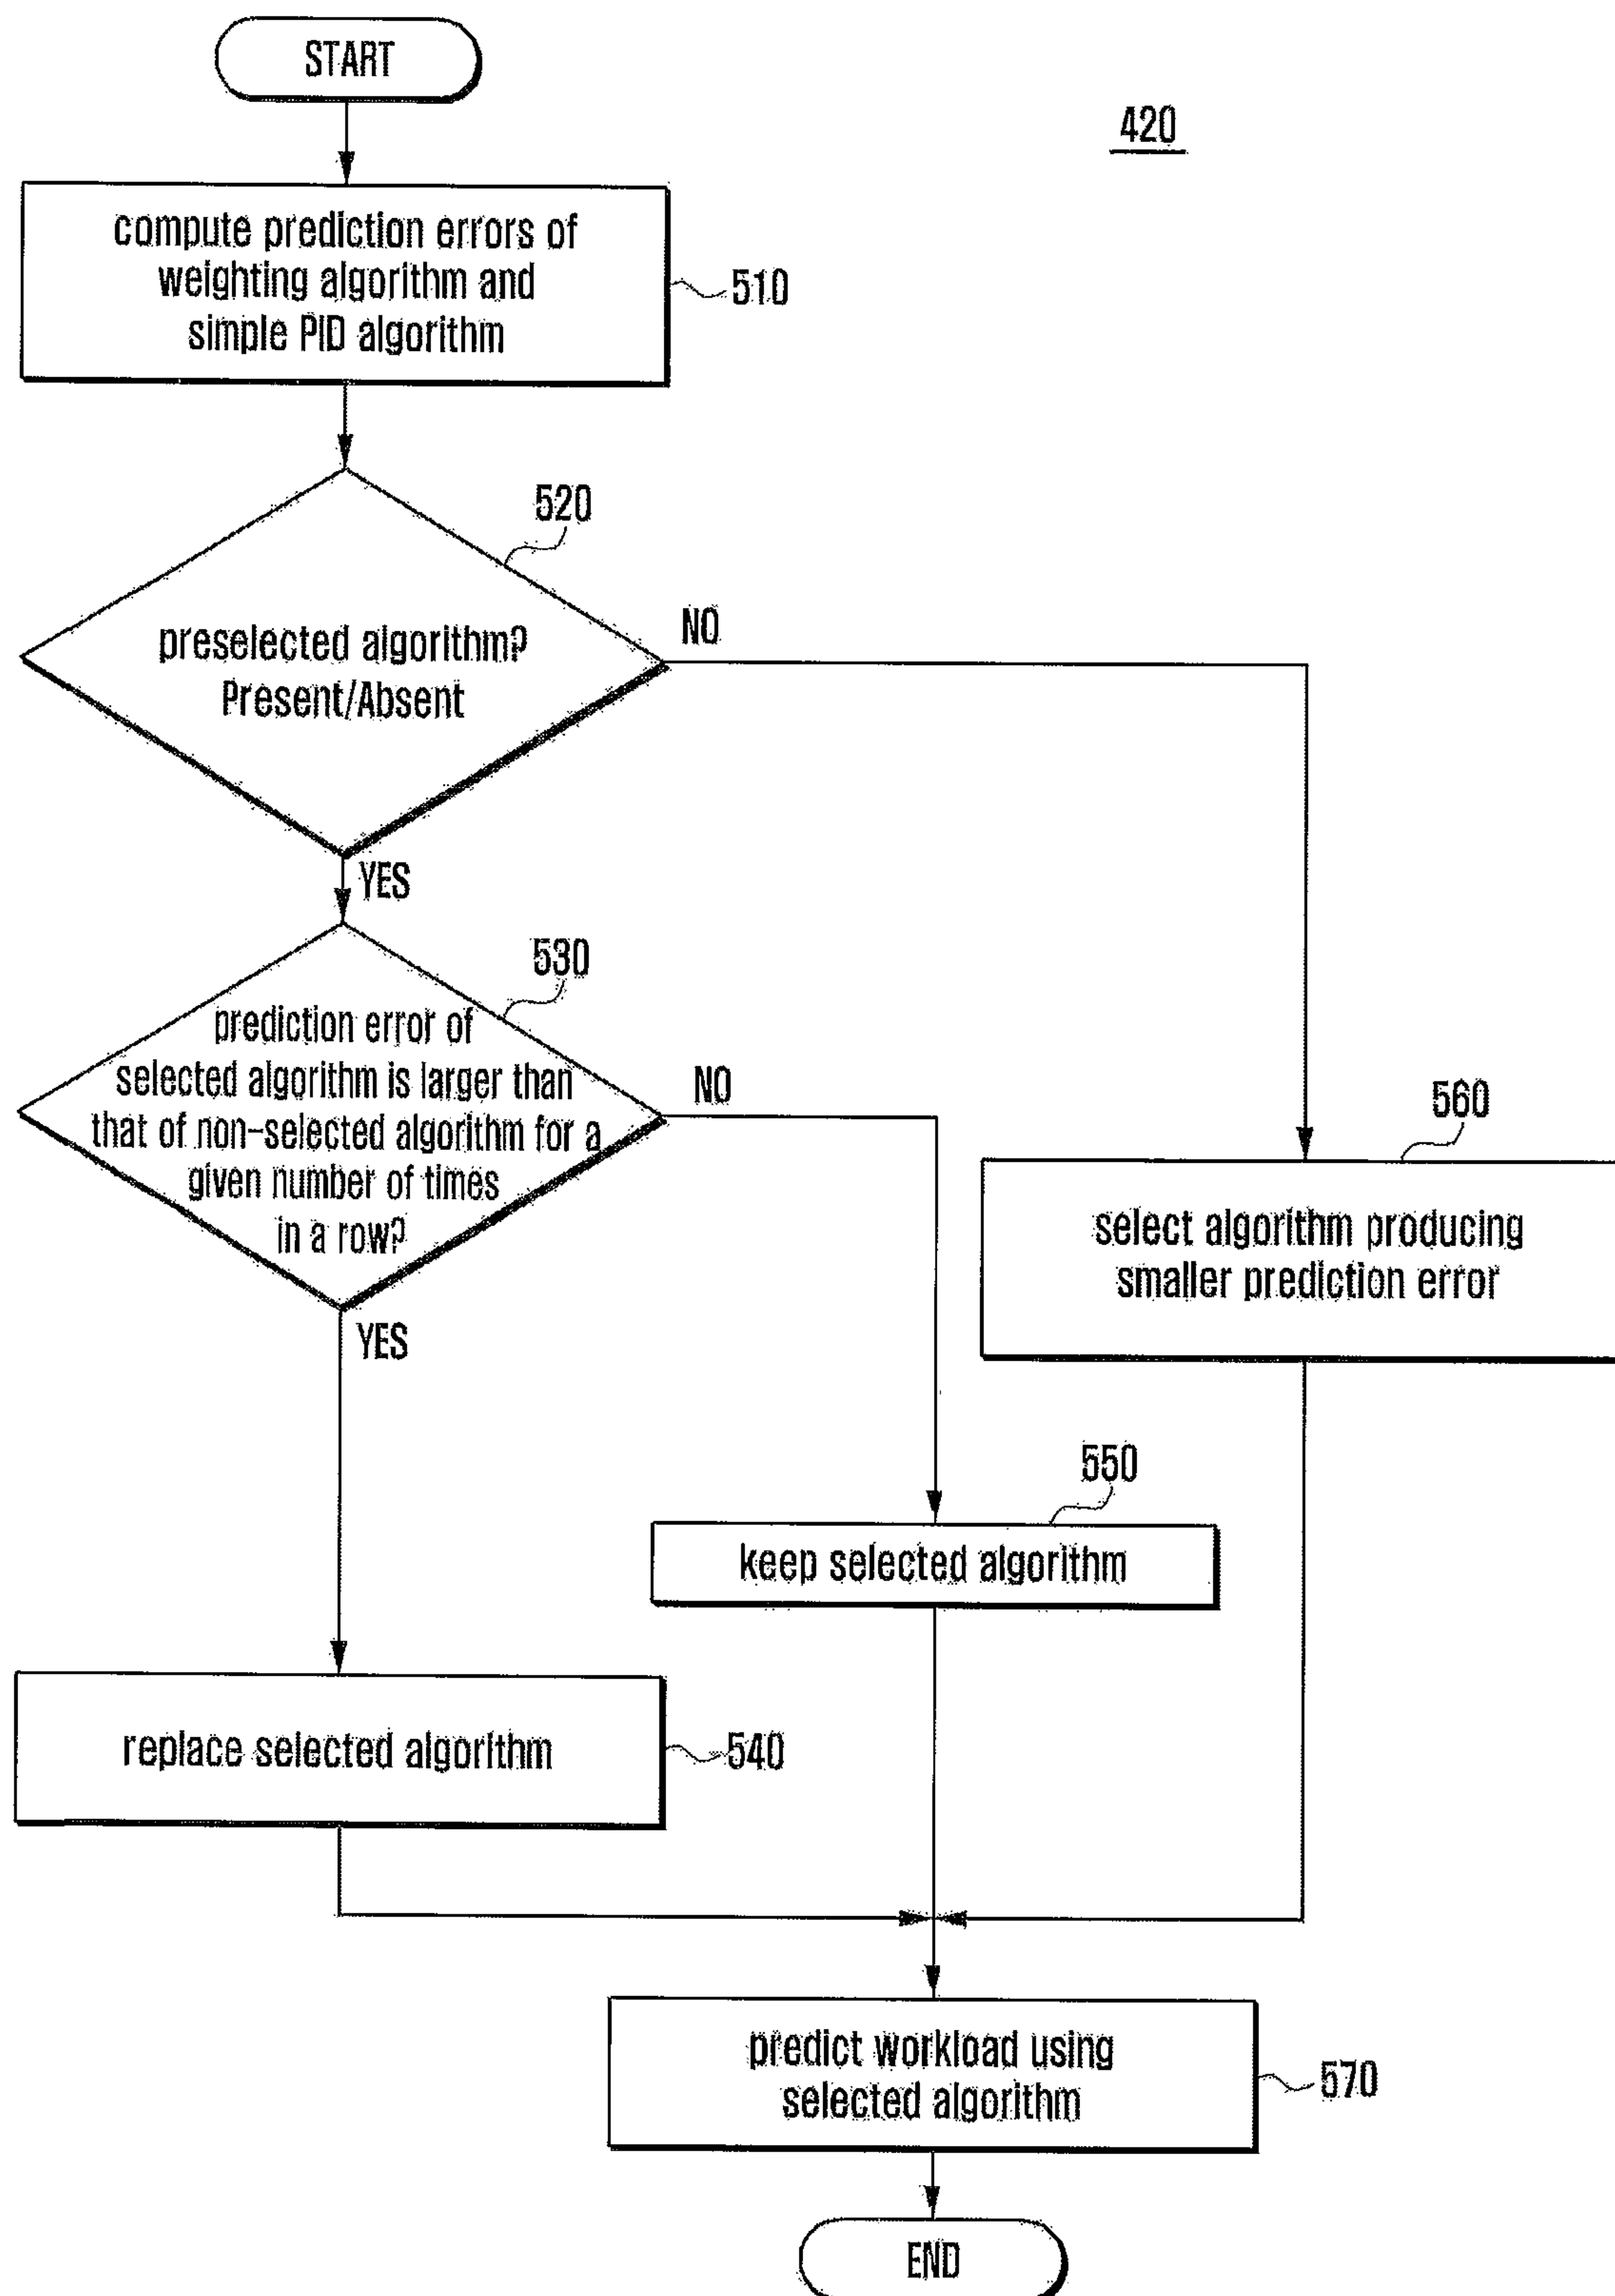 START
420
compute prediction errors of
weighting algorithm and
simple PID algorithm
510
520
preselected algorithm?
Present/Absent
NO
YES
530
prediction error of
selected algorithm is larger than
that of non-selected algorithm for a
given number of times
in a row?
NO
YES
560
select algorithm producing
smaller prediction error
550
keep selected algorithm
replace selected algorithm
540
predict workload using
selected algorithm
570
END